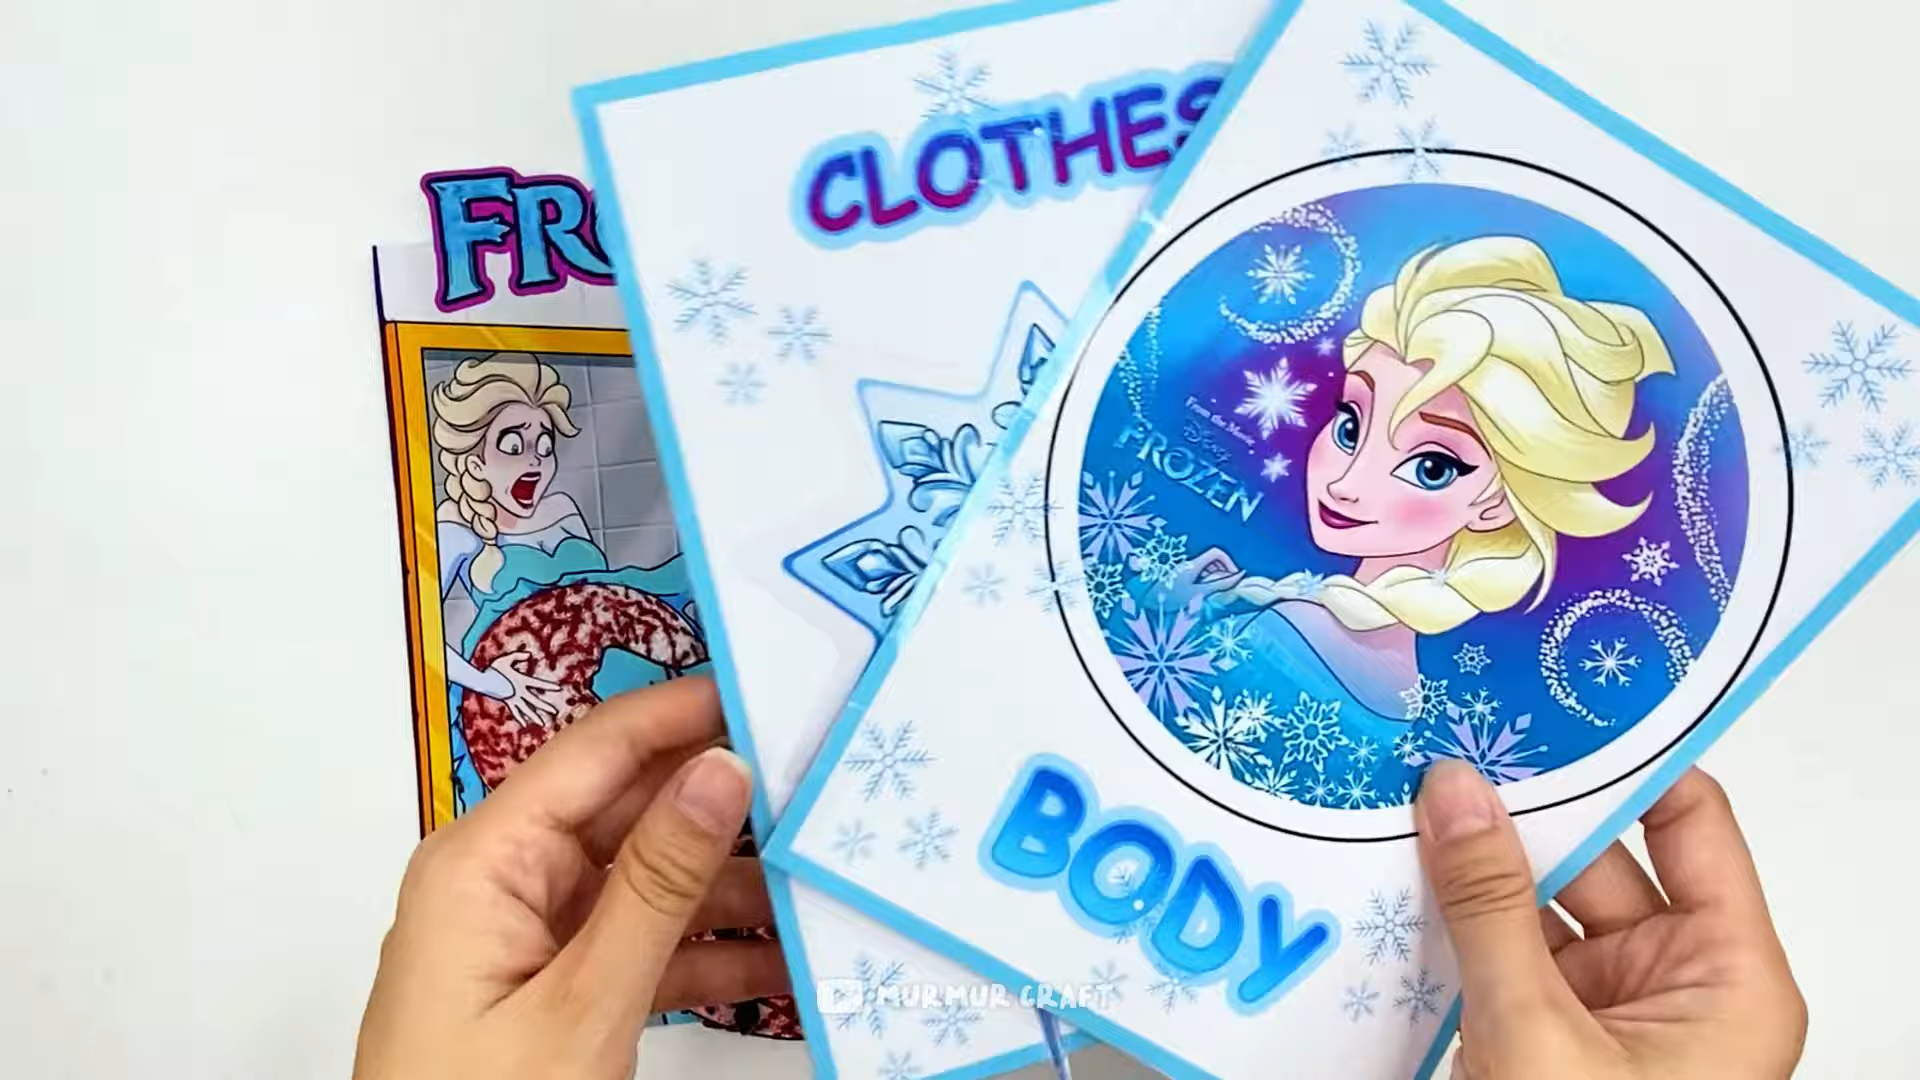 CLOTHES
FRO
From the Movie
Disney
FROZEN
BODY
MURMUR CRAFT